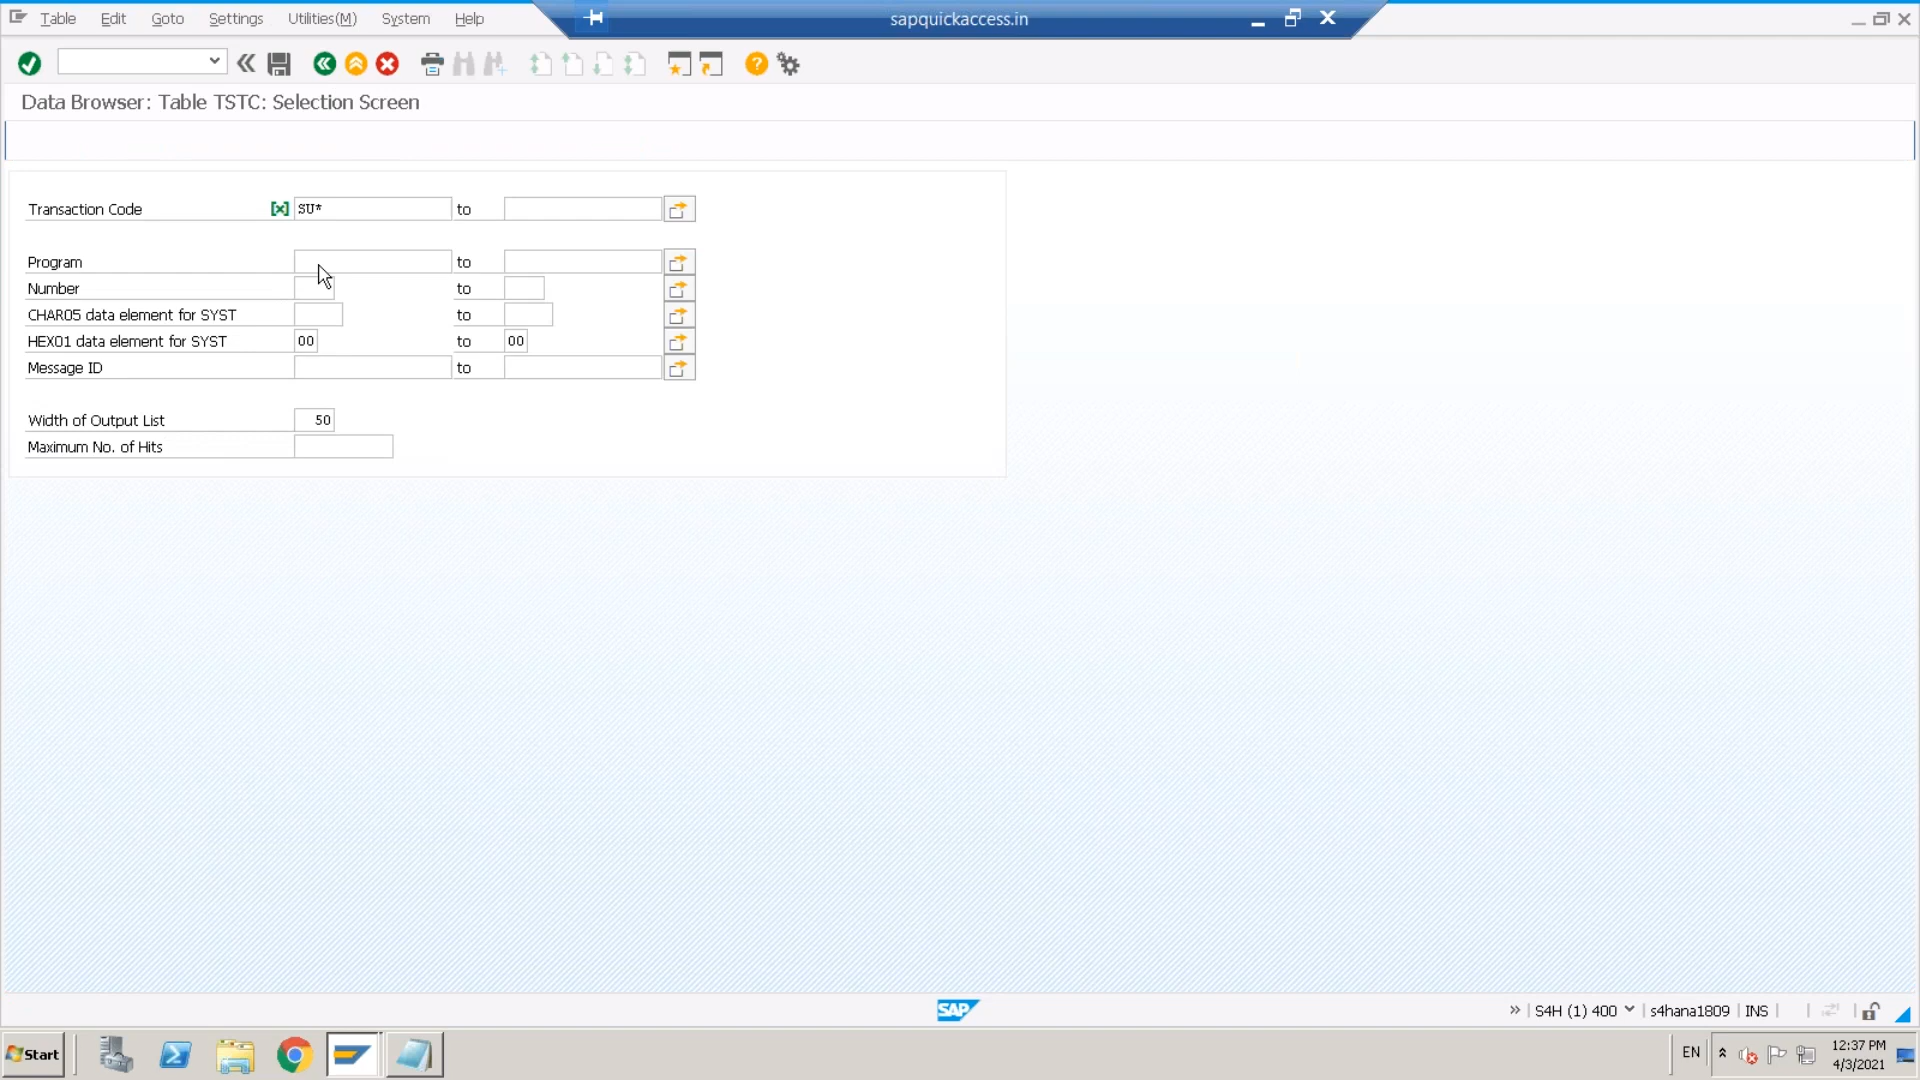 Table Edit Goto Settings Utilities(M) System Help
sapquickaccess.in
Data Browser: Table TSTC: Selection Screen
Transaction Code SU* to
Program to
Number to
CHAR05 data element for SYST to
HEX01 data element for SYST 00 to 00
Message ID to
Width of Output List 50
Maximum No. of Hits
SAP
S4H (1) 400 s4hana1809 INS
Start
EN
12:37 PM
4/3/2021